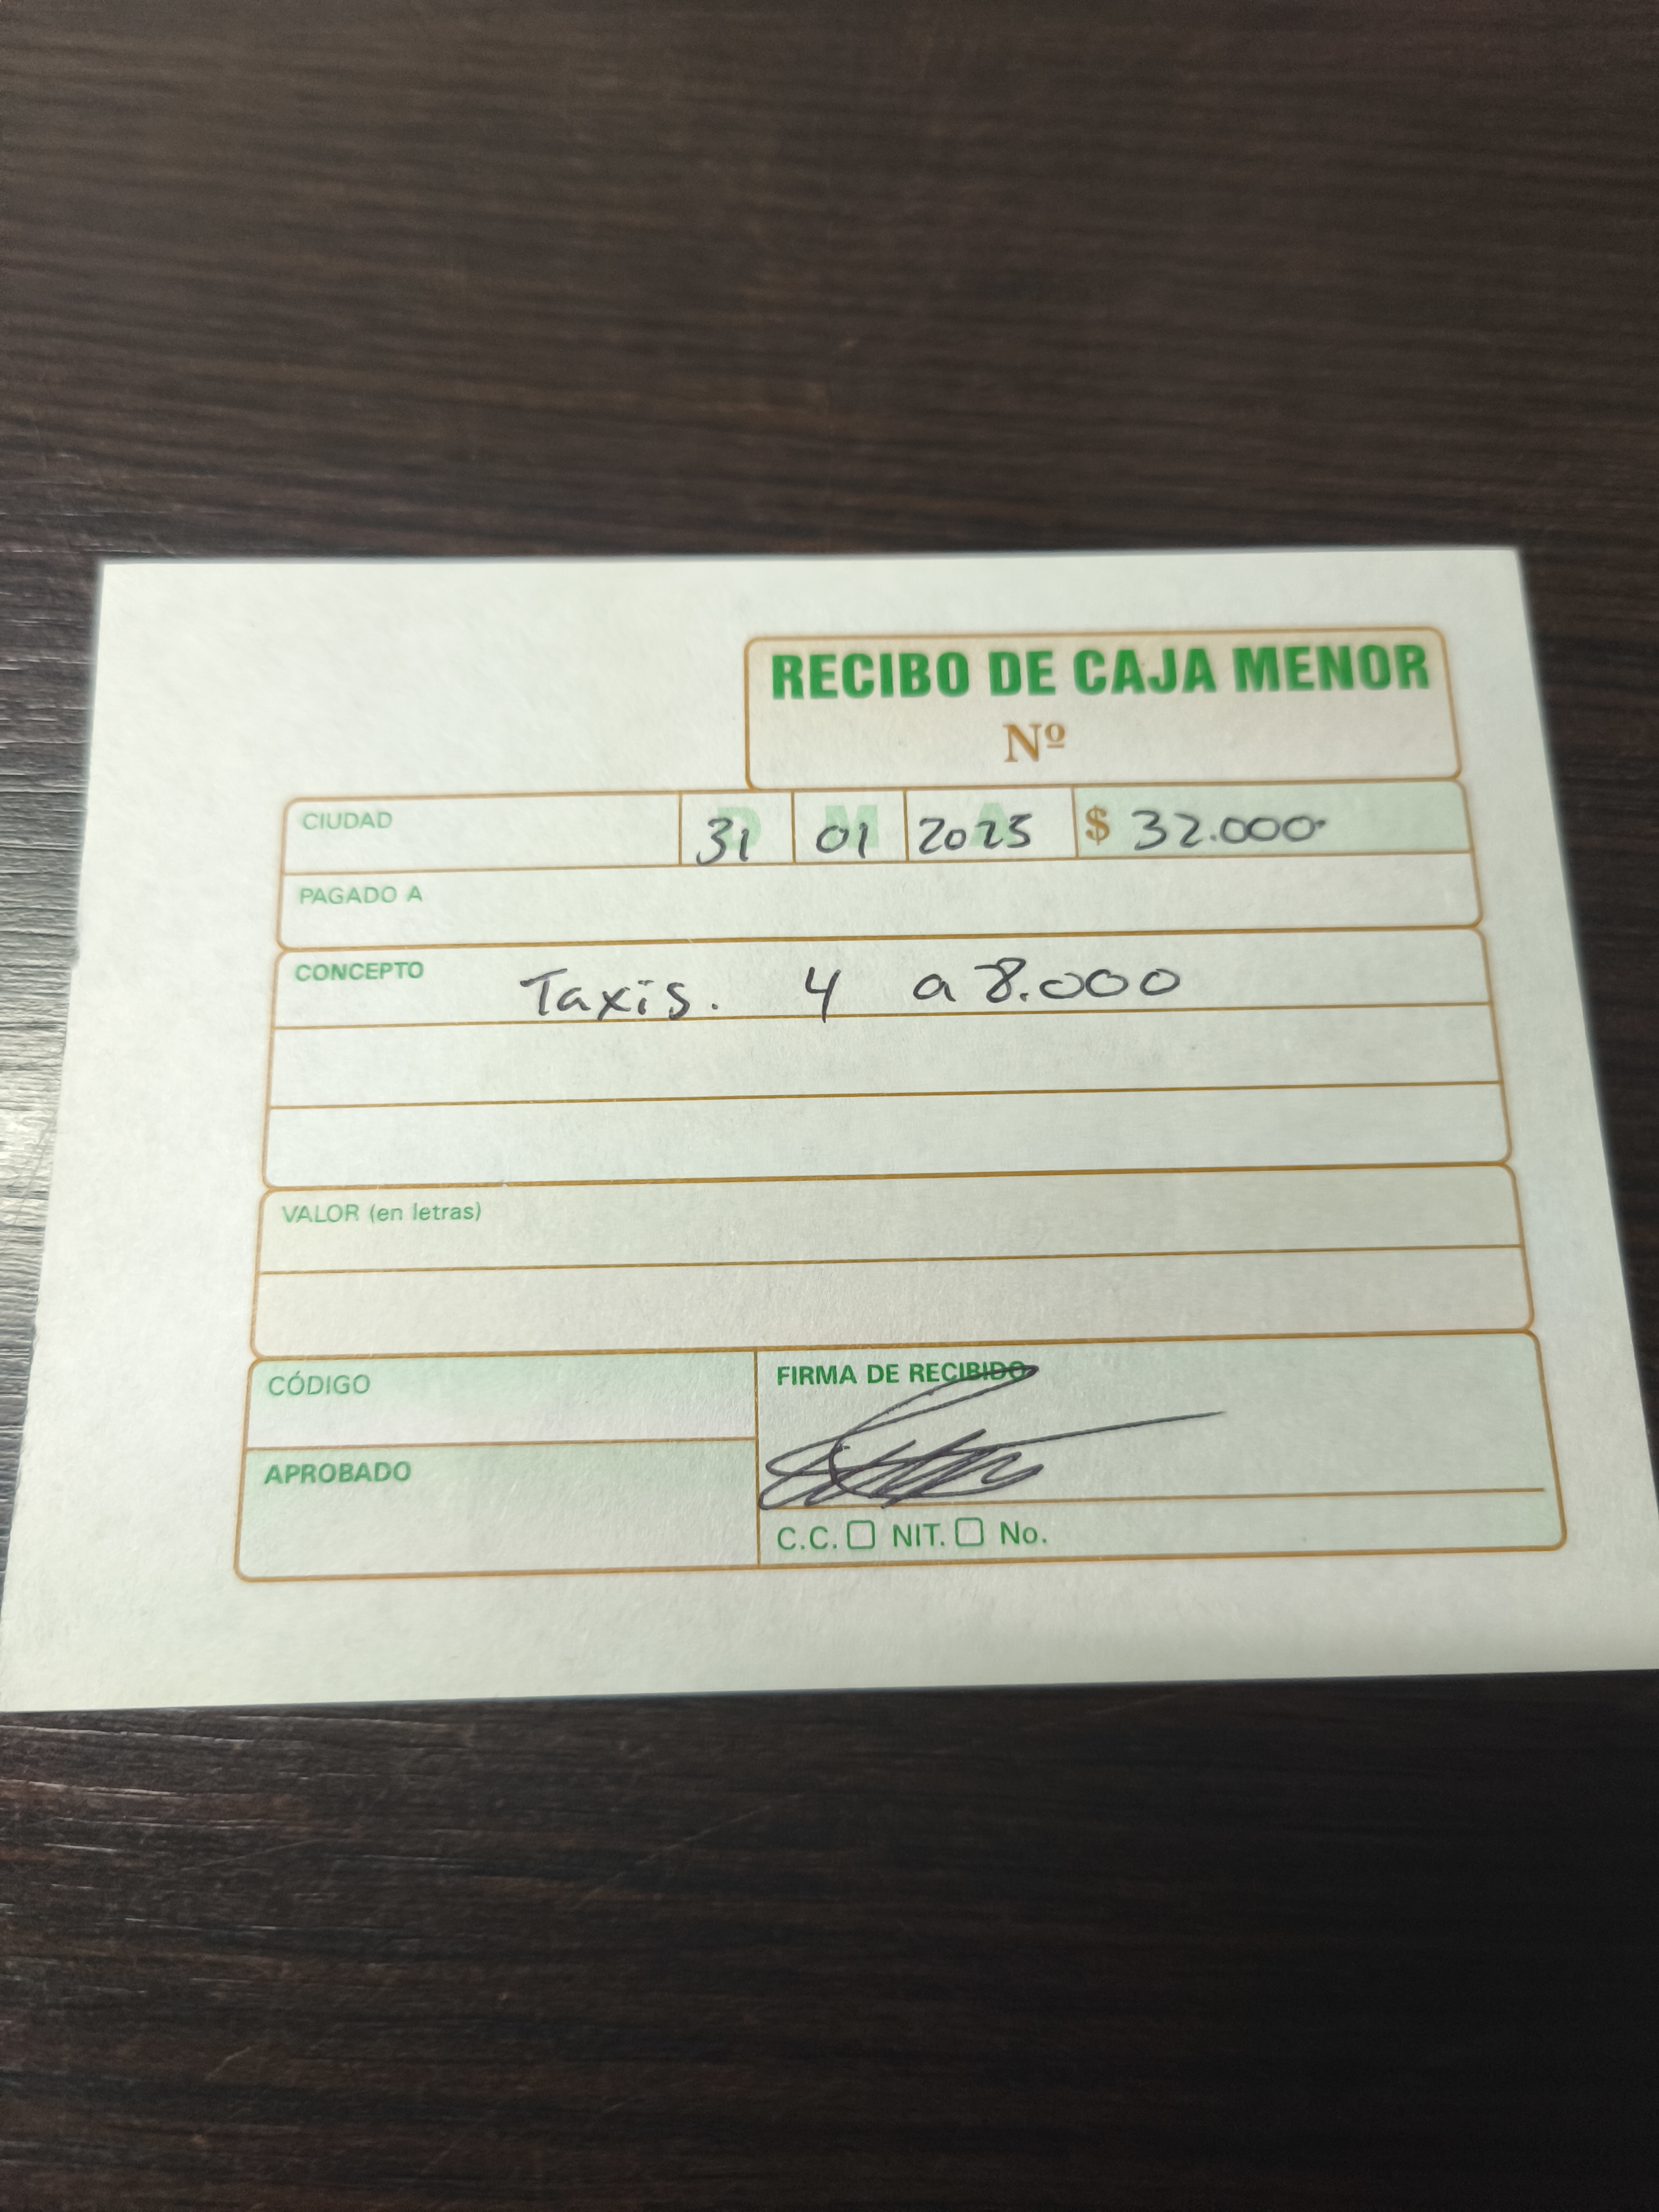 RECIBO DE CAJA MENOR
Nº
CIUDAD D 31 M 01 A 2025 $ 32.000
PAGADO A
CONCEPTO Taxis. 4 a 8.000
VALOR (en letras)
CÓDIGO
APROBADO
FIRMA DE RECIBIDO
C.C. NIT. No.